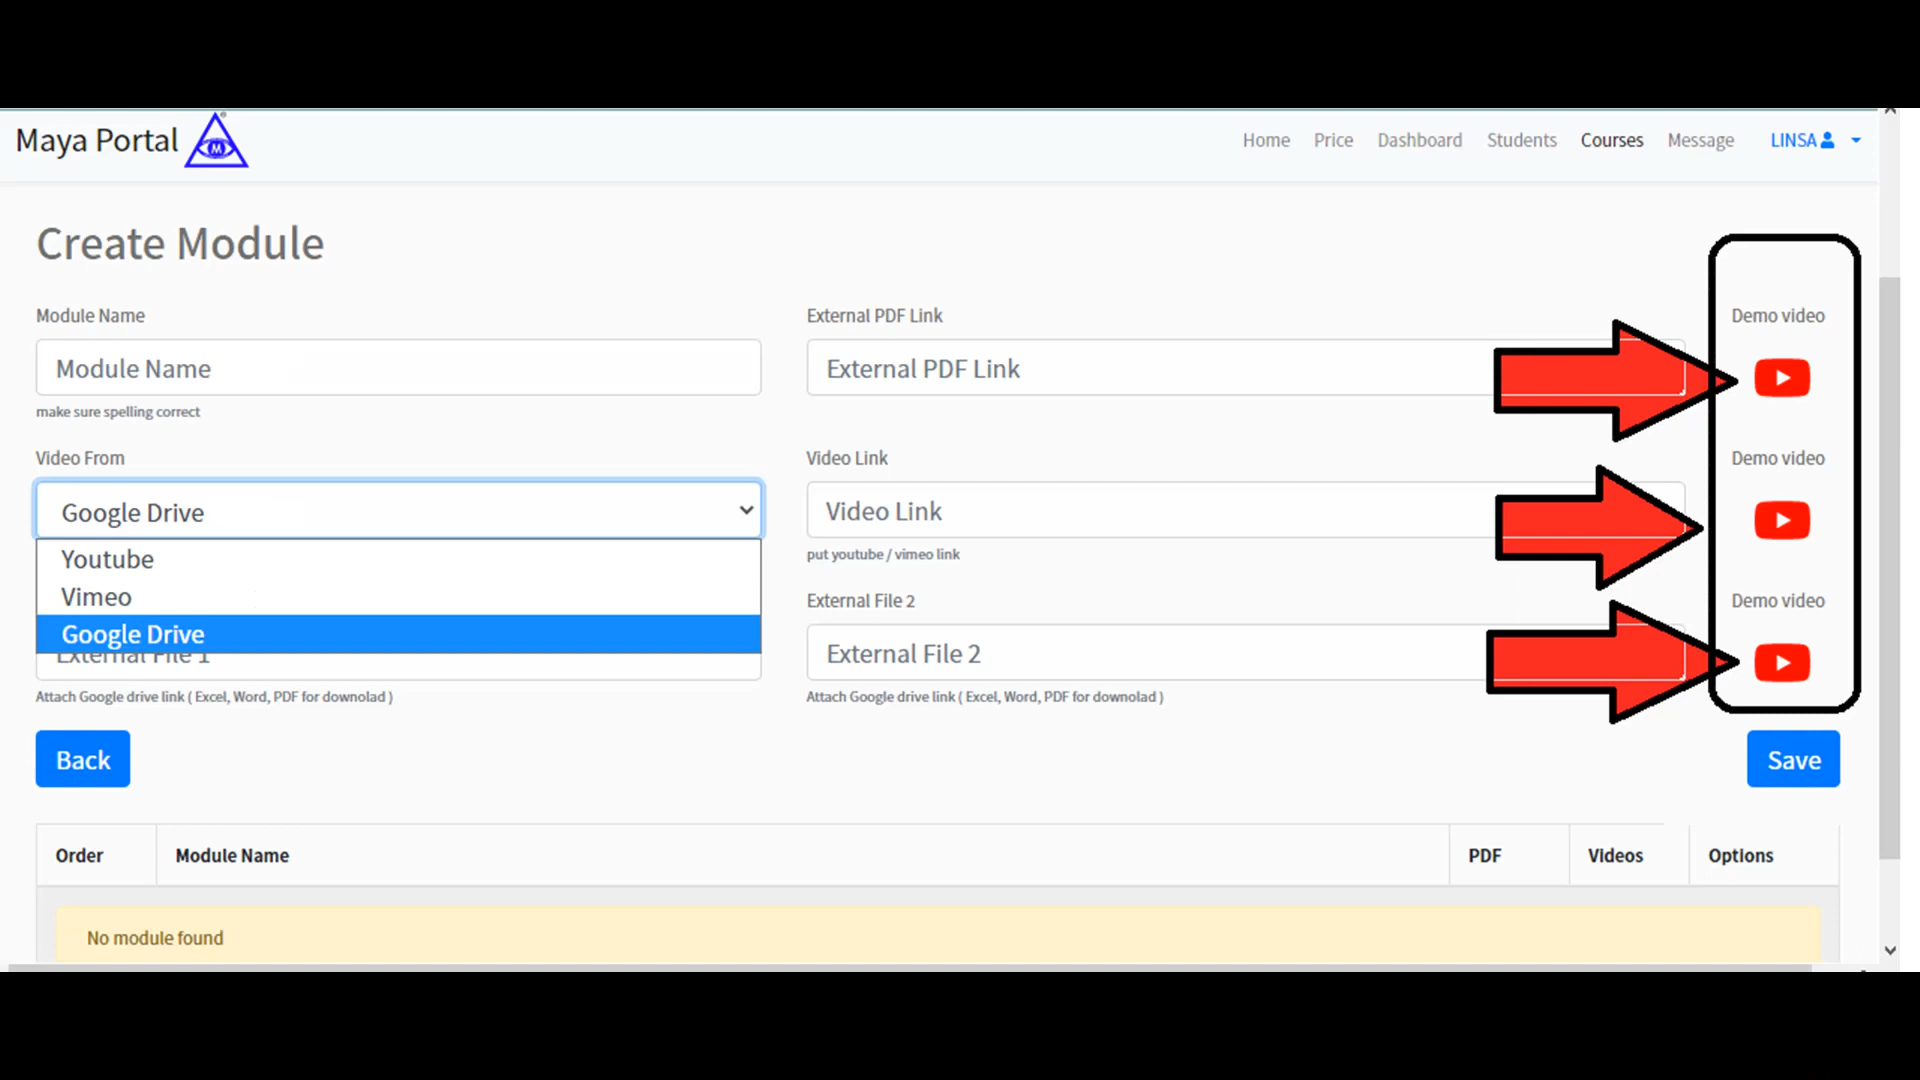 Maya Portal
M
Home Price Dashboard Students Courses Message LINSA
Create Module
Module Name
External PDF Link
Demo video
Module Name
External PDF Link
make sure spelling correct
Video From
Video Link
Demo video
Google Drive
Video Link
put youtube / vimeo link
Youtube
Vimeo
Google Drive
External File 2
Demo video
External File 1
External File 2
Attach Google drive link ( Excel, Word, PDF for downolad )
Attach Google drive link ( Excel, Word, PDF for downolad )
Back
Save
Order Module Name PDF Videos Options
No module found